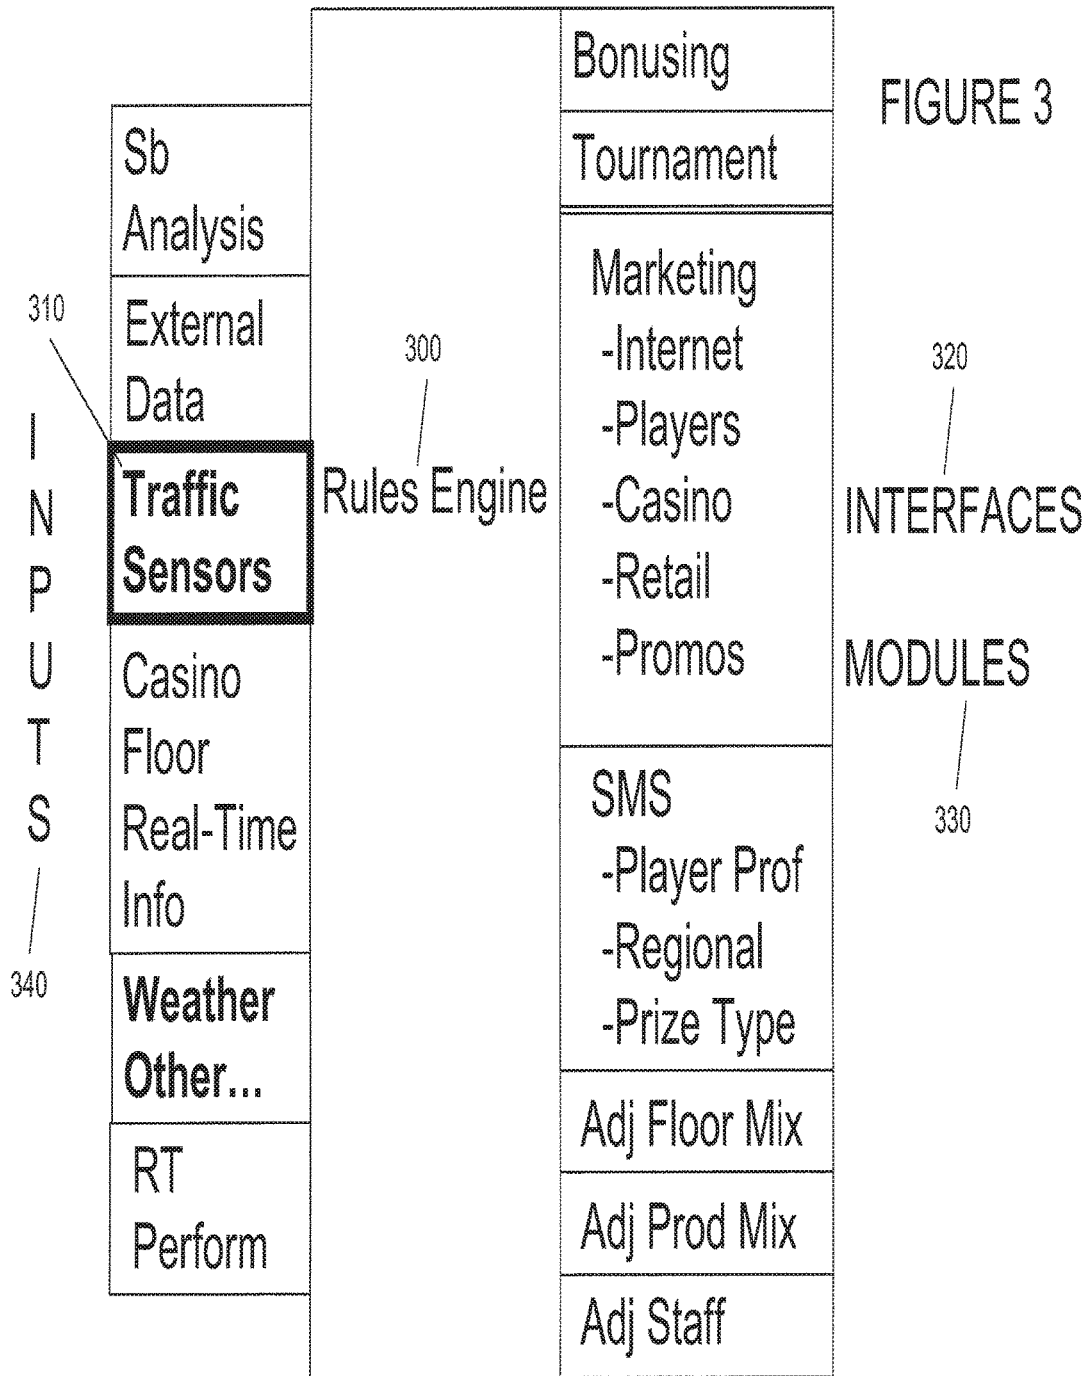 FIGURE 3
310
INPUTS
340
Sb
Analysis
External
Data
Traffic
Sensors
Casino
Floor
Real-Time
Info
Weather
Other...
RT
Perform
300
Rules Engine
Bonusing
Tournament
Marketing
-Internet
-Players
-Casino
-Retail
-Promos
SMS
-Player Prof
-Regional
-Prize Type
Adj Floor Mix
Adj Prod Mix
Adj Staff
320
INTERFACES
MODULES
330